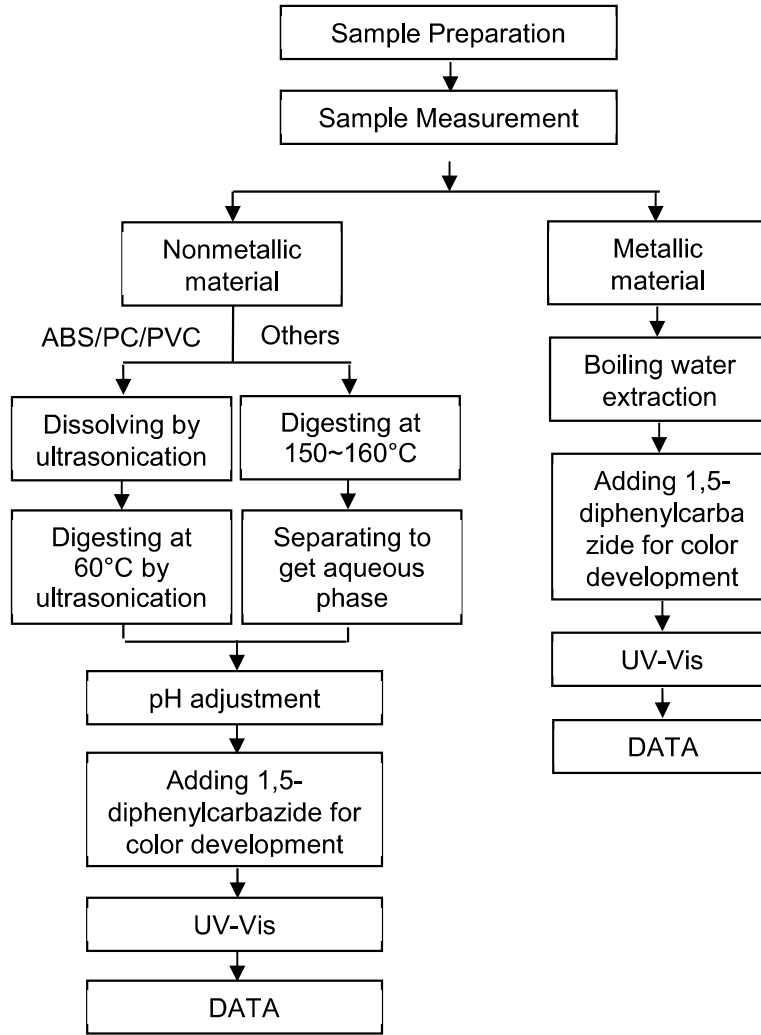 Sample Preparation
Sample Measurement
Nonmetallic
material
Metallic
material
ABS/PC/PVC
Others
Boiling water
extraction
Dissolving by
ultrasonication
Digesting at
150~160°C
Adding 1,5-
diphenylcarba
zide for color
development
Digesting at
60°C by
ultrasonication
Separating to
get aqueous
phase
UV-Vis
pH adjustment
DATA
Adding 1,5-
diphenylcarbazide for
color development
UV-Vis
DATA